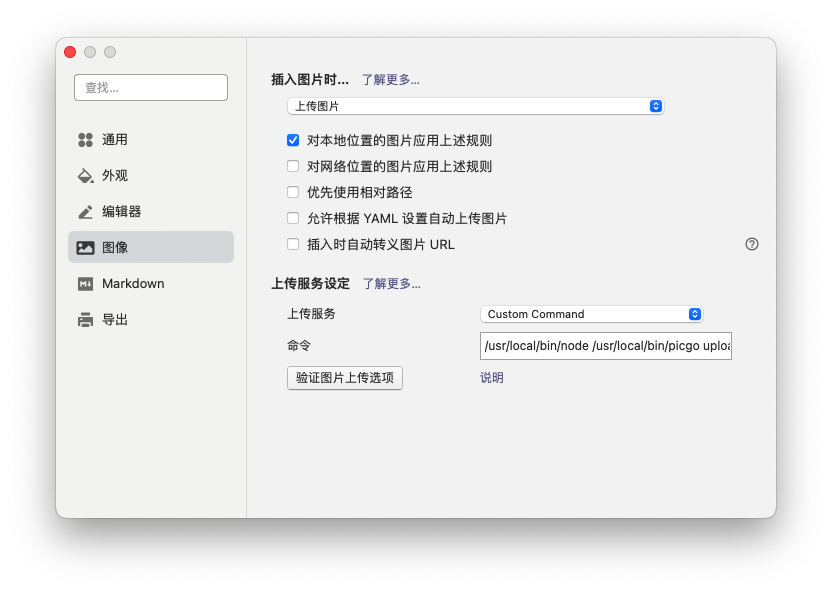 查找...
通用
外观
编辑器
图像
Markdown
导出
插入图片时... 了解更多...
上传图片
对本地位置的图片应用上述规则
对网络位置的图片应用上述规则
优先使用相对路径
允许根据 YAML 设置自动上传图片
插入时自动转义图片 URL
上传服务设定 了解更多...
上传服务 Custom Command
命令 /usr/local/bin/node /usr/local/bin/picgo uploa
验证图片上传选项 说明